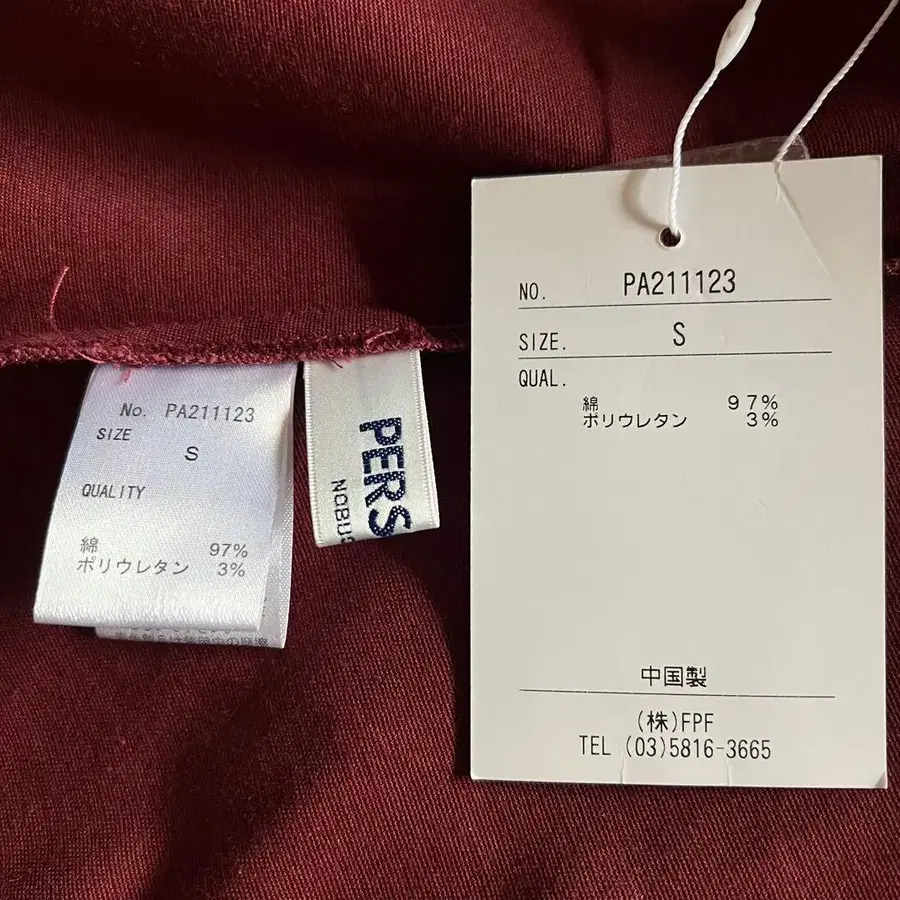 No. PA211123
SIZE
S
QUALITY
綿 97%
ポリウレタン 3%
PERS
NOBUO
NO. PA211123
SIZE. S
QUAL.
綿 97%
ポリウレタン 3%
中国製
(株)FPF
TEL (03)5816-3665